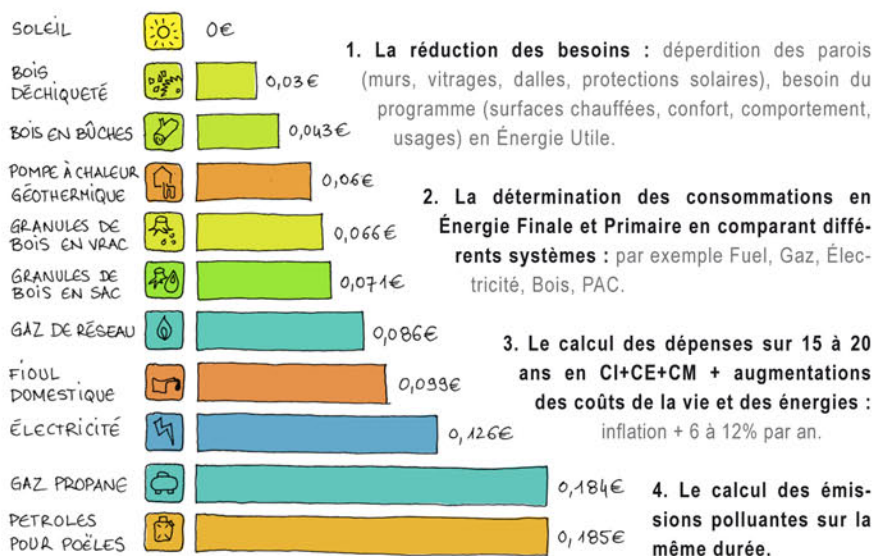 SOLEIL 0€
BOIS
DÉCHIQUETÉ 0,03€
BOIS EN BÛCHES 0,043€
POMPE À CHALEUR
GÉOTHERMIQUE 0,06€
GRANULES DE
BOIS EN VRAC 0,066€
GRANULES DE
BOIS EN SAC 0,071€
GAZ DE RÉSEAU 0,086€
FIOUL
DOMESTIQUE 0,099€
ÉLECTRICITÉ 0,126€
GAZ PROPANE 0,184€
PETROLES
POUR POÊLES 0,185€
1. La réduction des besoins : déperdition des parois
(murs, vitrages, dalles, protections solaires), besoin du
programme (surfaces chauffées, confort, comportement,
usages) en Énergie Utile.
2. La détermination des consommations en
Énergie Finale et Primaire en comparant diffé-
rents systèmes : par exemple Fuel, Gaz, Élec-
tricité, Bois, PAC.
3. Le calcul des dépenses sur 15 à 20
ans en CI+CE+CM + augmentations
des coûts de la vie et des énergies :
inflation + 6 à 12% par an.
4. Le calcul des émis-
sions polluantes sur la
même durée.